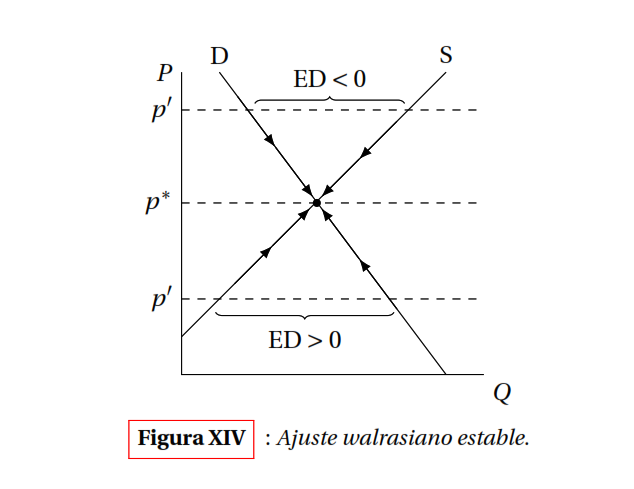 D
S
P
ED < 0
p′
p*
p′
ED > 0
Q
Figura XIV : Ajuste walrasiano estable.